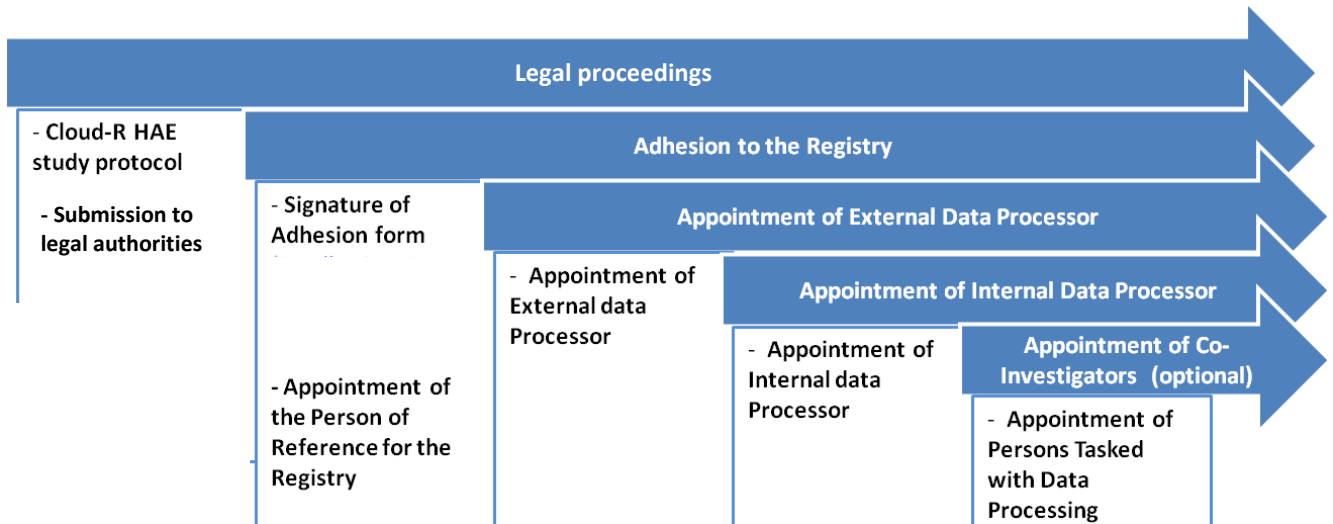 Legal proceedings
- Cloud-R HAE
study protocol
- Submission to
legal authorities
Adhesion to the Registry
- Signature of
Adhesion form
- Appointment of
the Person of
Reference for the
Registry
Appointment of External Data Processor
- Appointment of
External data
Processor
Appointment of Internal Data Processor
- Appointment of
Internal data
Processor
Appointment of Co-
Investigators (optional)
- Appointment of
Persons Tasked
with Data
Processing